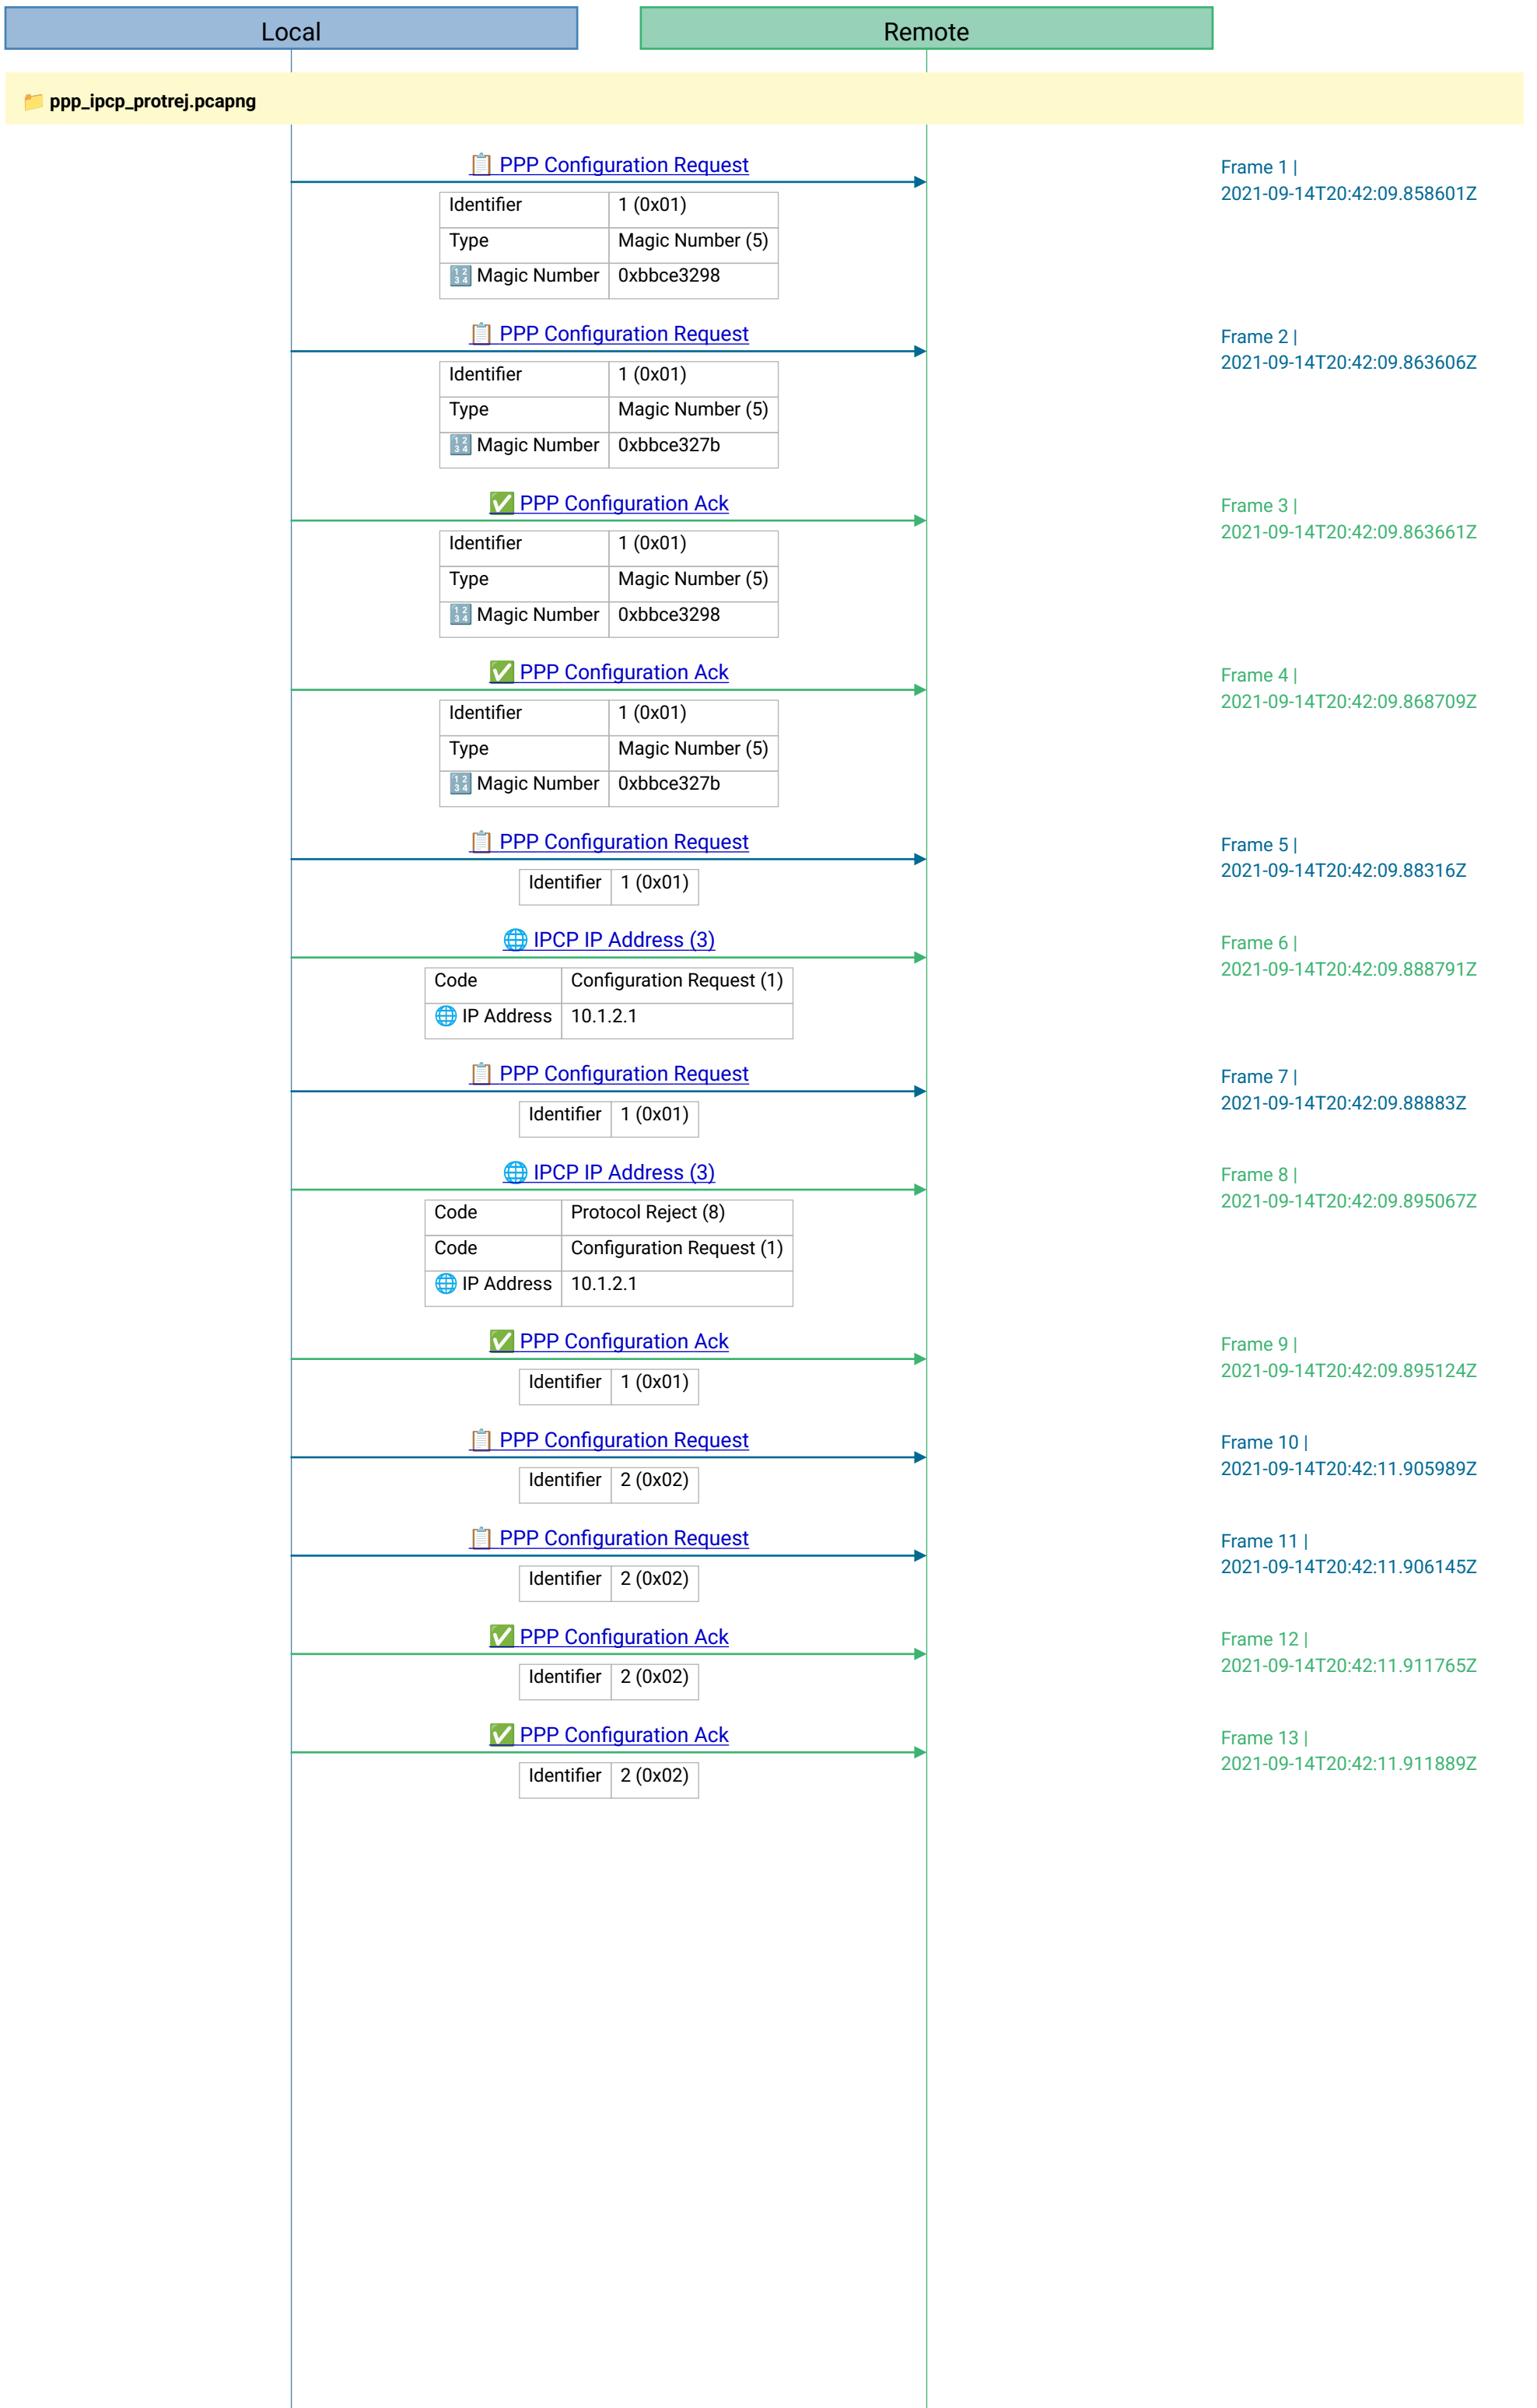 Local
Remote
📁 ppp_ipcp_protrej.pcapng
📋 PPP Configuration Request
Frame 1 |
2021-09-14T20:42:09.858601Z
Identifier 1 (0x01)
Type Magic Number (5)
🔢 Magic Number 0xbbce3298
📋 PPP Configuration Request
Frame 2 |
2021-09-14T20:42:09.863606Z
Identifier 1 (0x01)
Type Magic Number (5)
🔢 Magic Number 0xbbce327b
✅ PPP Configuration Ack
Frame 3 |
2021-09-14T20:42:09.863661Z
Identifier 1 (0x01)
Type Magic Number (5)
🔢 Magic Number 0xbbce3298
✅ PPP Configuration Ack
Frame 4 |
2021-09-14T20:42:09.868709Z
Identifier 1 (0x01)
Type Magic Number (5)
🔢 Magic Number 0xbbce327b
📋 PPP Configuration Request
Frame 5 |
2021-09-14T20:42:09.88316Z
Identifier 1 (0x01)
🌐 IPCP IP Address (3)
Frame 6 |
2021-09-14T20:42:09.888791Z
Code Configuration Request (1)
🌐 IP Address 10.1.2.1
📋 PPP Configuration Request
Frame 7 |
2021-09-14T20:42:09.88883Z
Identifier 1 (0x01)
🌐 IPCP IP Address (3)
Frame 8 |
2021-09-14T20:42:09.895067Z
Code Protocol Reject (8)
Code Configuration Request (1)
🌐 IP Address 10.1.2.1
✅ PPP Configuration Ack
Frame 9 |
2021-09-14T20:42:09.895124Z
Identifier 1 (0x01)
📋 PPP Configuration Request
Frame 10 |
2021-09-14T20:42:11.905989Z
Identifier 2 (0x02)
📋 PPP Configuration Request
Frame 11 |
2021-09-14T20:42:11.906145Z
Identifier 2 (0x02)
✅ PPP Configuration Ack
Frame 12 |
2021-09-14T20:42:11.911765Z
Identifier 2 (0x02)
✅ PPP Configuration Ack
Frame 13 |
2021-09-14T20:42:11.911889Z
Identifier 2 (0x02)